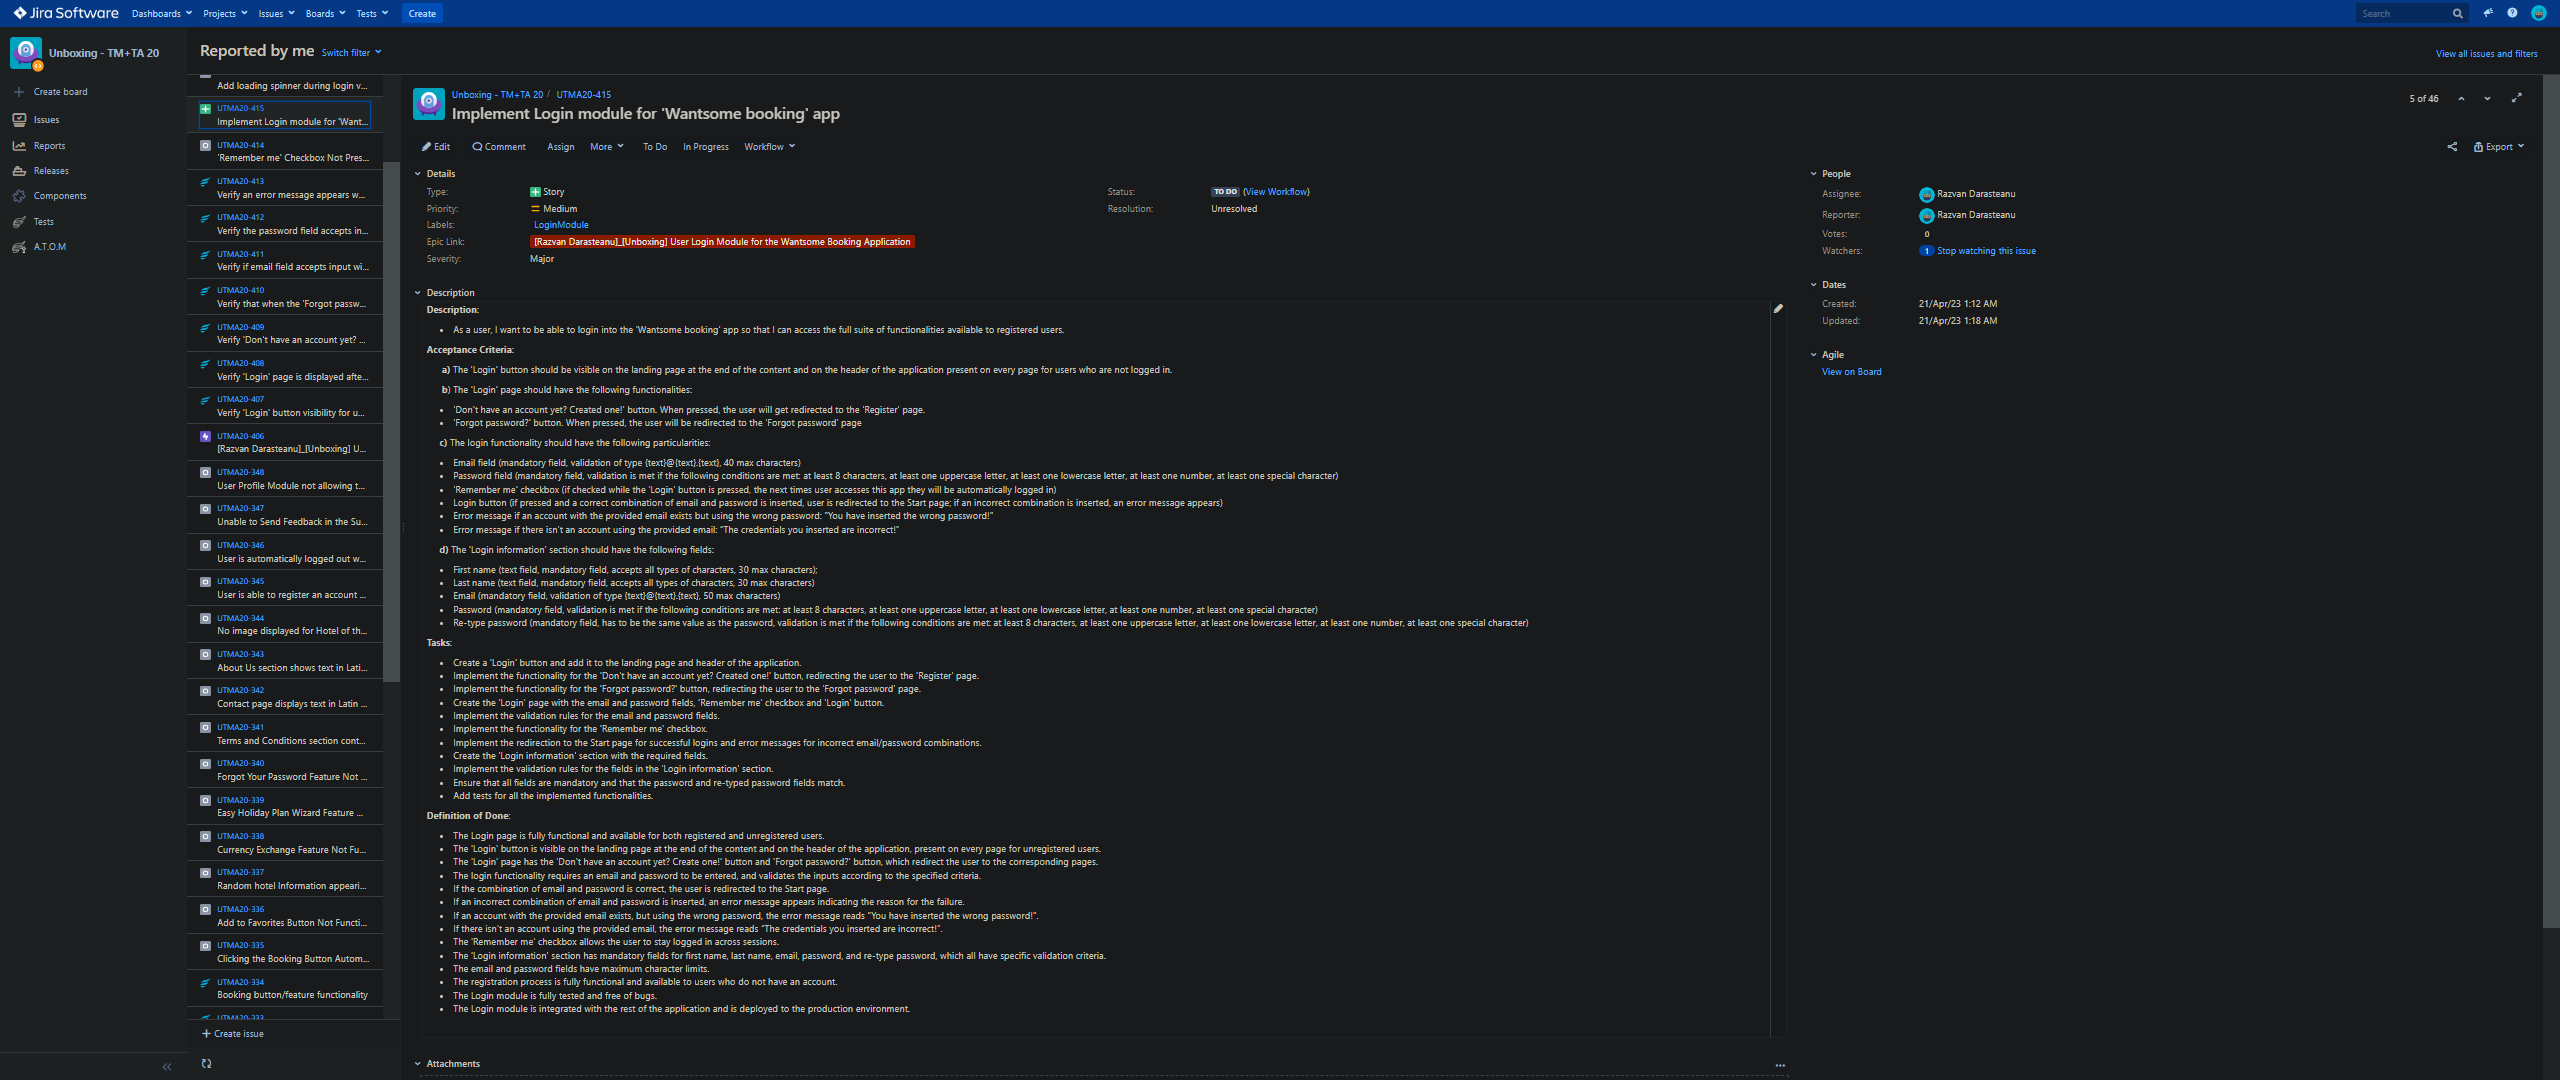 Jira Software Dashboards Projects Issues Boards Tests Create Search
Unboxing - TM+TA 20
Create board
Issues
Reports
Releases
Components
Tests
A.T.O.M
Reported by me Switch filter
View all issues and filters
Add loading spinner during login v...
UTMA20-415
Implement Login module for 'Want...
UTMA20-414
'Remember me' Checkbox Not Pres...
UTMA20-413
Verify an error message appears w...
UTMA20-412
Verify the password field accepts in...
UTMA20-411
Verify if email field accepts input wi...
UTMA20-410
Verify that when the 'Forgot passw...
UTMA20-409
Verify 'Don't have an account yet? ...
UTMA20-408
Verify 'Login' page is displayed afte...
UTMA20-407
Verify 'Login' button visibility for u...
UTMA20-406
[Razvan Darasteanu]_[Unboxing] U...
UTMA20-348
User Profile Module not allowing t...
UTMA20-347
Unable to Send Feedback in the Su...
UTMA20-346
User is automatically logged out w...
UTMA20-345
User is able to register an account ...
UTMA20-344
No image displayed for Hotel of th...
UTMA20-343
About Us section shows text in Lati...
UTMA20-342
Contact page displays text in Latin ...
UTMA20-341
Terms and Conditions section cont...
UTMA20-340
Forgot Your Password Feature Not ...
UTMA20-339
Easy Holiday Plan Wizard Feature ...
UTMA20-338
Currency Exchange Feature Not Fu...
UTMA20-337
Random hotel Information appeari...
UTMA20-336
Add to Favorites Button Not Functi...
UTMA20-335
Clicking the Booking Button Autom...
UTMA20-334
Booking button/feature functionality
UTMA20-333
Create issue
Unboxing - TM+TA 20 / UTMA20-415
Implement Login module for 'Wantsome booking' app
5 of 46
Edit Comment Assign More To Do In Progress Workflow Export
Details
Type: Story
Priority: Medium
Labels: LoginModule
Epic Link: [Razvan Darasteanu]_[Unboxing] User Login Module for the Wantsome Booking Application
Severity: Major
Status: TO DO (View Workflow)
Resolution: Unresolved
Description
Description:
• As a user, I want to be able to login into the 'Wantsome booking' app so that I can access the full suite of functionalities available to registered users.
Acceptance Criteria:
a) The 'Login' button should be visible on the landing page at the end of the content and on the header of the application present on every page for users who are not logged in.
b) The 'Login' page should have the following functionalities:
• 'Don't have an account yet? Created one!' button. When pressed, the user will get redirected to the 'Register' page.
• 'Forgot password?' button. When pressed, the user will be redirected to the 'Forgot password' page
c) The login functionality should have the following particularities:
• Email field (mandatory field, validation of type {text}@{text}.{text}, 40 max characters)
• Password field (mandatory field, validation is met if the following conditions are met: at least 8 characters, at least one uppercase letter, at least one lowercase letter, at least one number, at least one special character)
• 'Remember me' checkbox (if checked while the 'Login' button is pressed, the next times user accesses this app they will be automatically logged in)
• Login button (if pressed and a correct combination of email and password is inserted, user is redirected to the Start page; if an incorrect combination is inserted, an error message appears)
• Error message if an account with the provided email exists but using the wrong password: "You have inserted the wrong password!"
• Error message if there isn't an account using the provided email: "The credentials you inserted are incorrect!"
d) The 'Login information' section should have the following fields:
• First name (text field, mandatory field, accepts all types of characters, 30 max characters);
• Last name (text field, mandatory field, accepts all types of characters, 30 max characters)
• Email (mandatory field, validation of type {text}@{text}.{text}, 50 max characters)
• Password (mandatory field, validation is met if the following conditions are met: at least 8 characters, at least one uppercase letter, at least one lowercase letter, at least one number, at least one special character)
• Re-type password (mandatory field, has to be the same value as the password, validation is met if the following conditions are met: at least 8 characters, at least one uppercase letter, at least one lowercase letter, at least one number, at least one special character)
Tasks:
• Create a 'Login' button and add it to the landing page and header of the application.
• Implement the functionality for the 'Don't have an account yet? Created one!' button, redirecting the user to the 'Register' page.
• Implement the functionality for the 'Forgot password?' button, redirecting the user to the 'Forgot password' page.
• Create the 'Login' page with the email and password fields, 'Remember me' checkbox and 'Login' button.
• Implement the validation rules for the email and password fields.
• Implement the functionality for the 'Remember me' checkbox.
• Implement the redirection to the Start page for successful logins and error messages for incorrect email/password combinations.
• Create the 'Login information' section with the required fields.
• Implement the validation rules for the fields in the 'Login information' section.
• Ensure that all fields are mandatory and that the password and re-typed password fields match.
• Add tests for all the implemented functionalities.
Definition of Done:
• The Login page is fully functional and available for both registered and unregistered users.
• The 'Login' button is visible on the landing page at the end of the content and on the header of the application, present on every page for unregistered users.
• The 'Login' page has the 'Don't have an account yet? Create one!' button and 'Forgot password?' button, which redirect the user to the corresponding pages.
• The login functionality requires an email and password to be entered, and validates the inputs according to the specified criteria.
• If the combination of email and password is correct, the user is redirected to the Start page.
• If an incorrect combination of email and password is inserted, an error message appears indicating the reason for the failure.
• If an account with the provided email exists, but using the wrong password, the error message reads "You have inserted the wrong password!".
• If there isn't an account using the provided email, the error message reads "The credentials you inserted are incorrect!".
• The 'Remember me' checkbox allows the user to stay logged in across sessions.
• The 'Login information' section has mandatory fields for first name, last name, email, password, and re-type password, which all have specific validation criteria.
• The email and password fields have maximum character limits.
• The registration process is fully functional and available to users who do not have an account.
• The Login module is fully tested and free of bugs.
• The Login module is integrated with the rest of the application and is deployed to the production environment.
Attachments
People
Assignee: Razvan Darasteanu
Reporter: Razvan Darasteanu
Votes: 0
Watchers: 1 Stop watching this issue
Dates
Created: 21/Apr/23 1:12 AM
Updated: 21/Apr/23 1:18 AM
Agile
View on Board